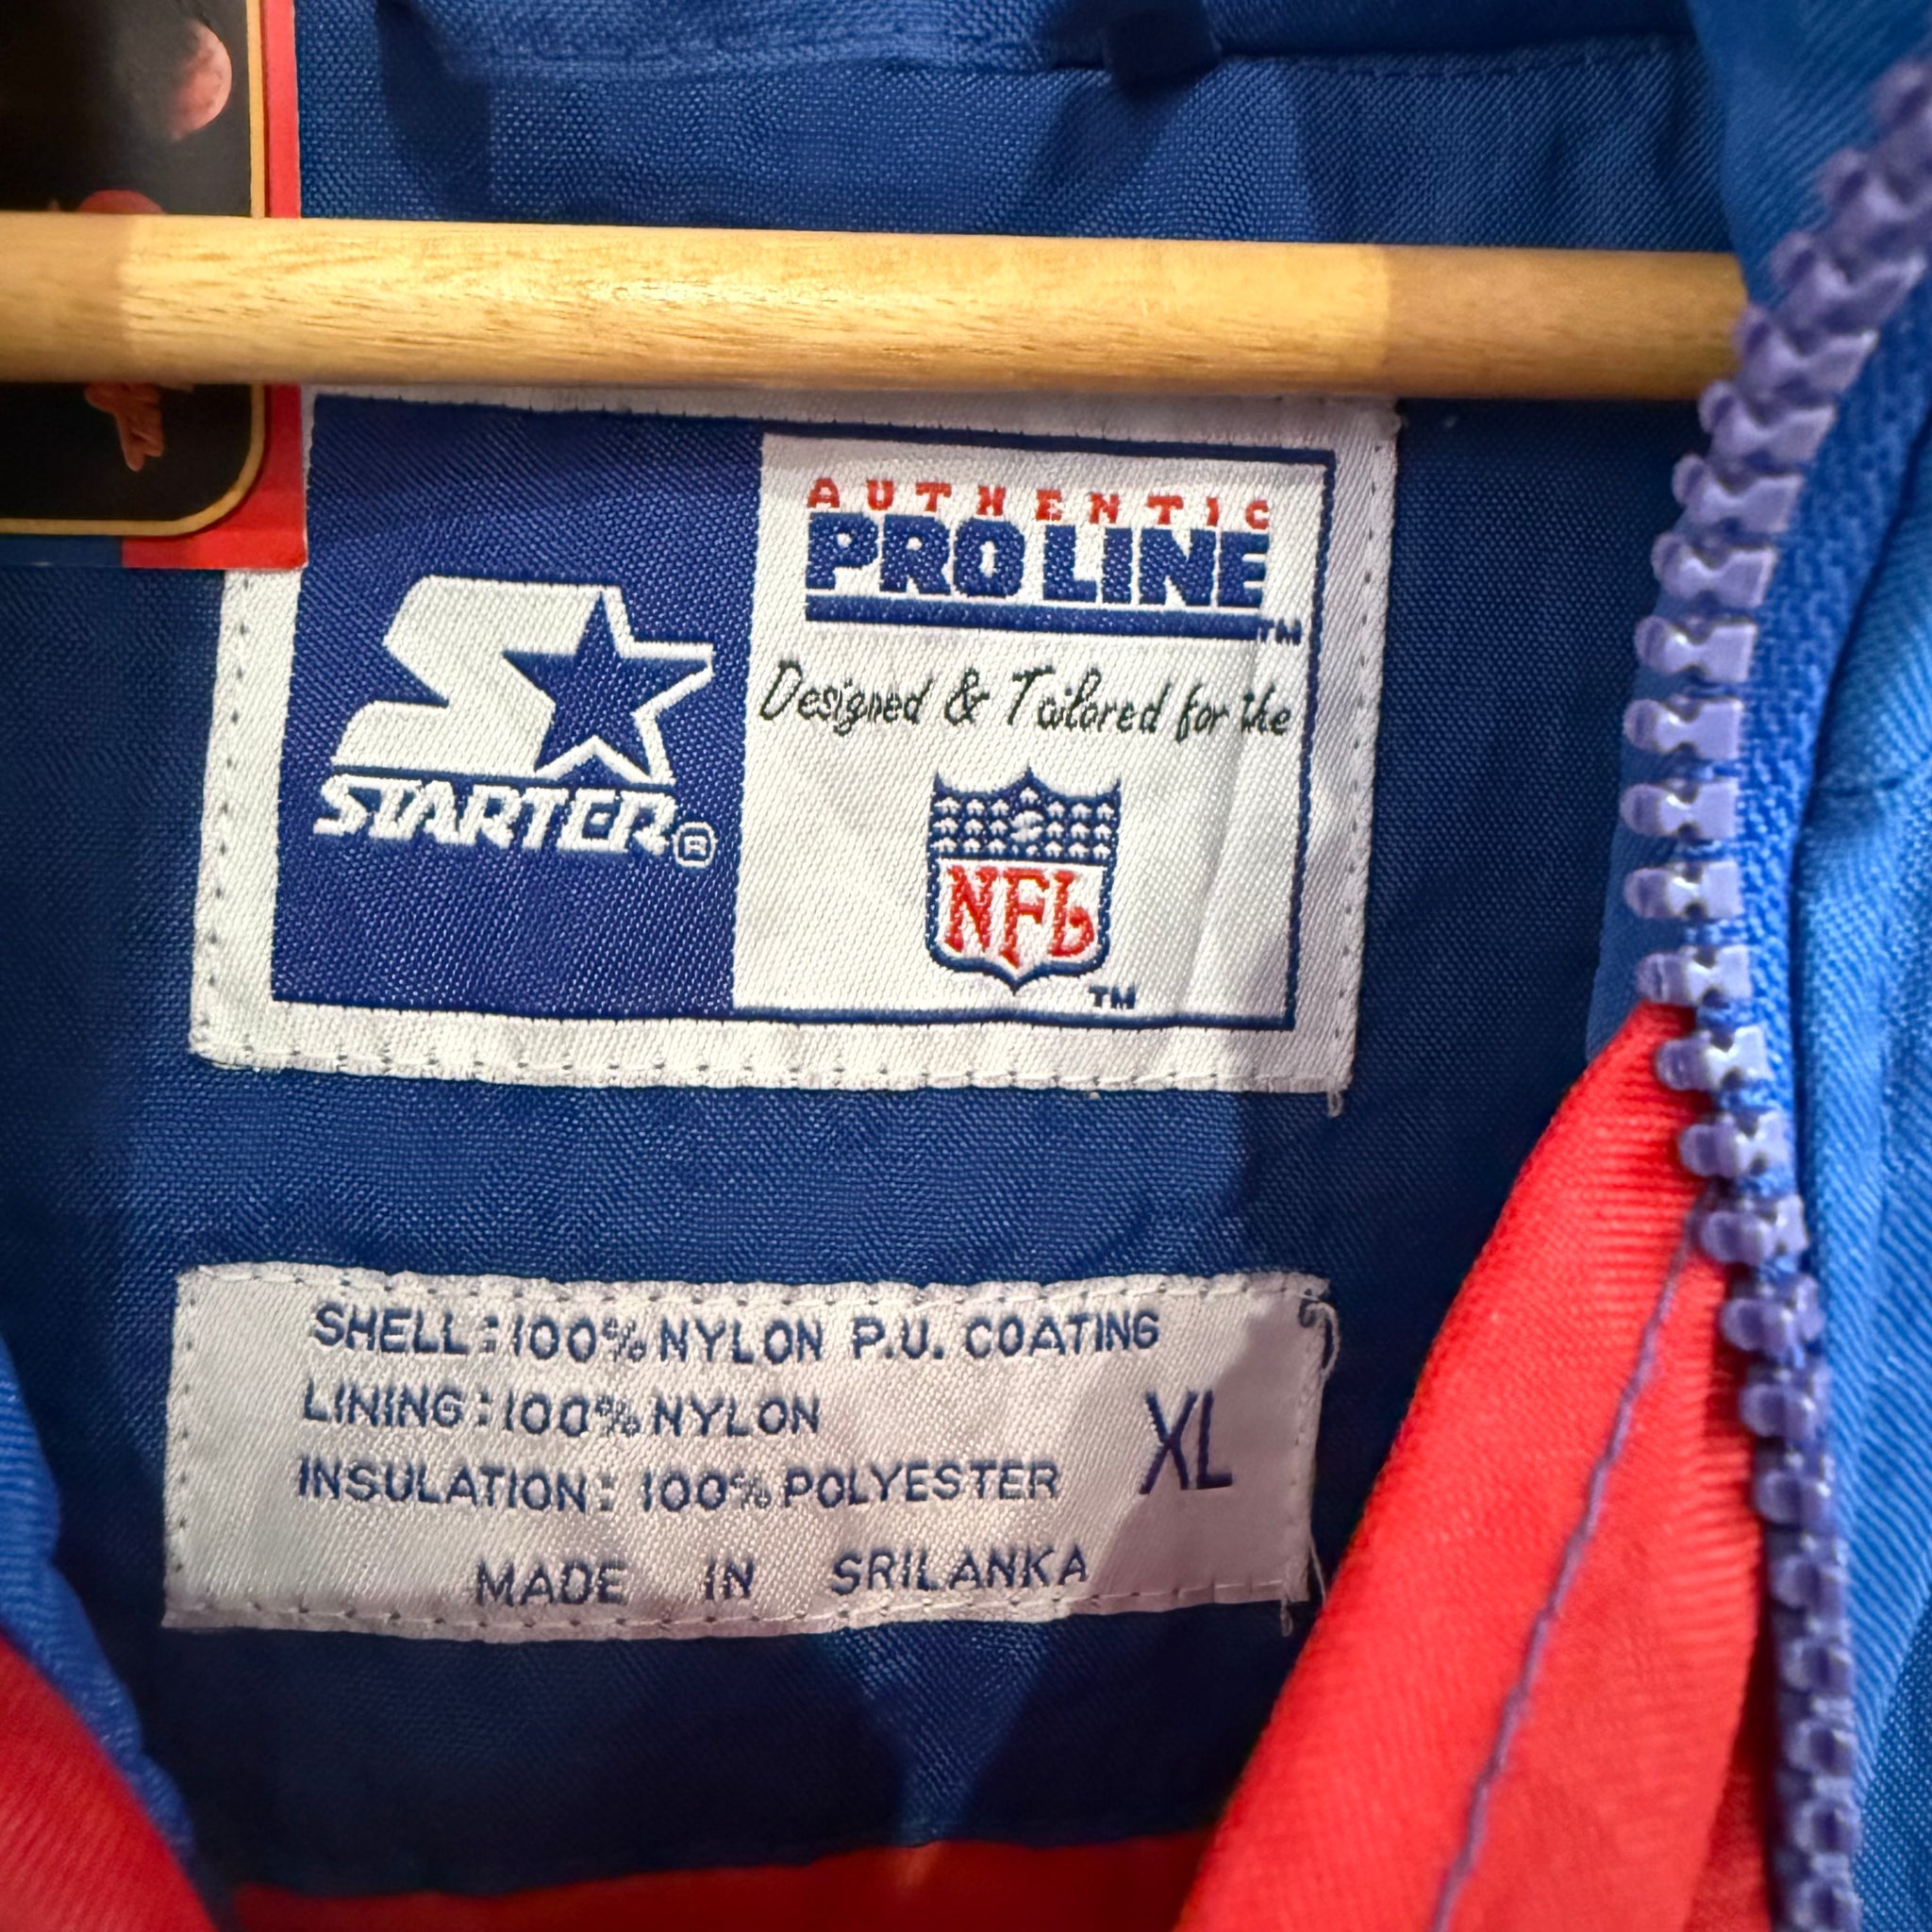 AUTHENTIC
PRO LINE
TM
Designed & Tailored for the
STARTER®
NFL
TM
SHELL:100% NYLON P.U. COATING
LINING:100% NYLON
XL
INSULATION: 100% POLYESTER
MADE IN SRILANKA